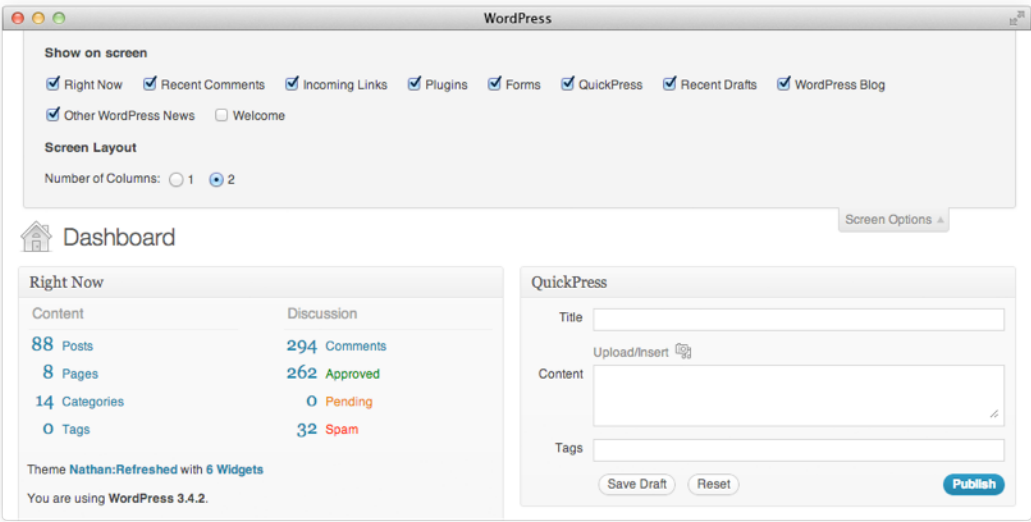 WordPress
Show on screen
Right Now Recent Comments Incoming Links Plugins Forms QuickPress Recent Drafts WordPress Blog
Other WordPress News Welcome
Screen Layout
Number of Columns: 1 2
Screen Options
Dashboard
Right Now
Content Discussion
88 Posts 294 Comments
8 Pages 262 Approved
14 Categories 0 Pending
0 Tags 32 Spam
Theme Nathan:Refreshed with 6 Widgets
You are using WordPress 3.4.2.
QuickPress
Title
Upload/Insert
Content
Tags
Save Draft Reset Publish